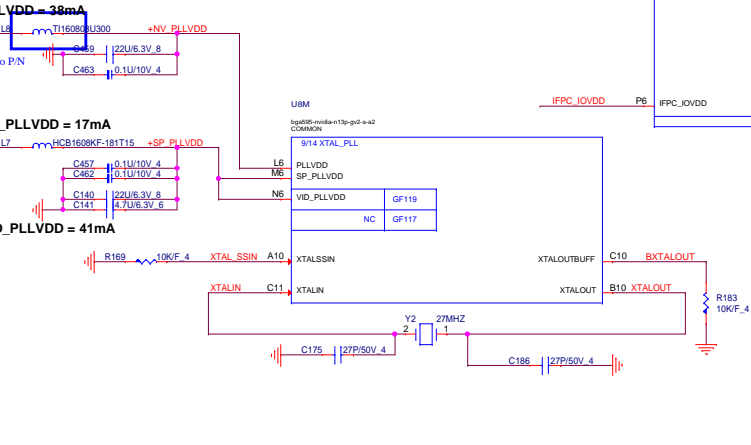 LVDD = 38mA
L8
TI160808U300
+NV_PLLVDD
C459
22U/6.3V_8
o P/N
C463
0.1U/10V_4
U8M
bga595-nvidia-n13p-gv2-s-a2
COMMON
IFPC_IOVDD
P6
IFPC_IOVDD
_PLLVDD = 17mA
L7
HCB1608KF-181T15
+SP_PLLVDD
9/14 XTAL_PLL
C457
0.1U/10V_4
L6
PLLVDD
C462
0.1U/10V_4
M6
SP_PLLVDD
C140
22U/6.3V_8
N6
VID_PLLVDD
GF119
C141
4.7U/6.3V_6
NC
GF117
_PLLVDD = 41mA
R169
10K/F_4
XTAL_SSIN
A10
XTALSSIN
XTALOUTBUFF
C10
BXTALOUT
XTALIN
C11
XTALIN
XTALOUT
B10
XTALOUT
R183
10K/F_4
Y2
27MHZ
2
1
C175
27P/50V_4
C186
27P/50V_4